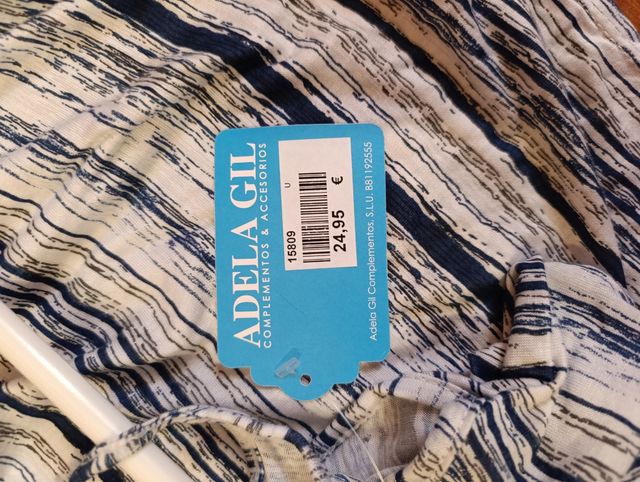 ADELA GIL
COMPLEMENTOS & ACCESORIOS
U
15809
24,95 €
Adela Gil Complementos, S.L.U. B81192555